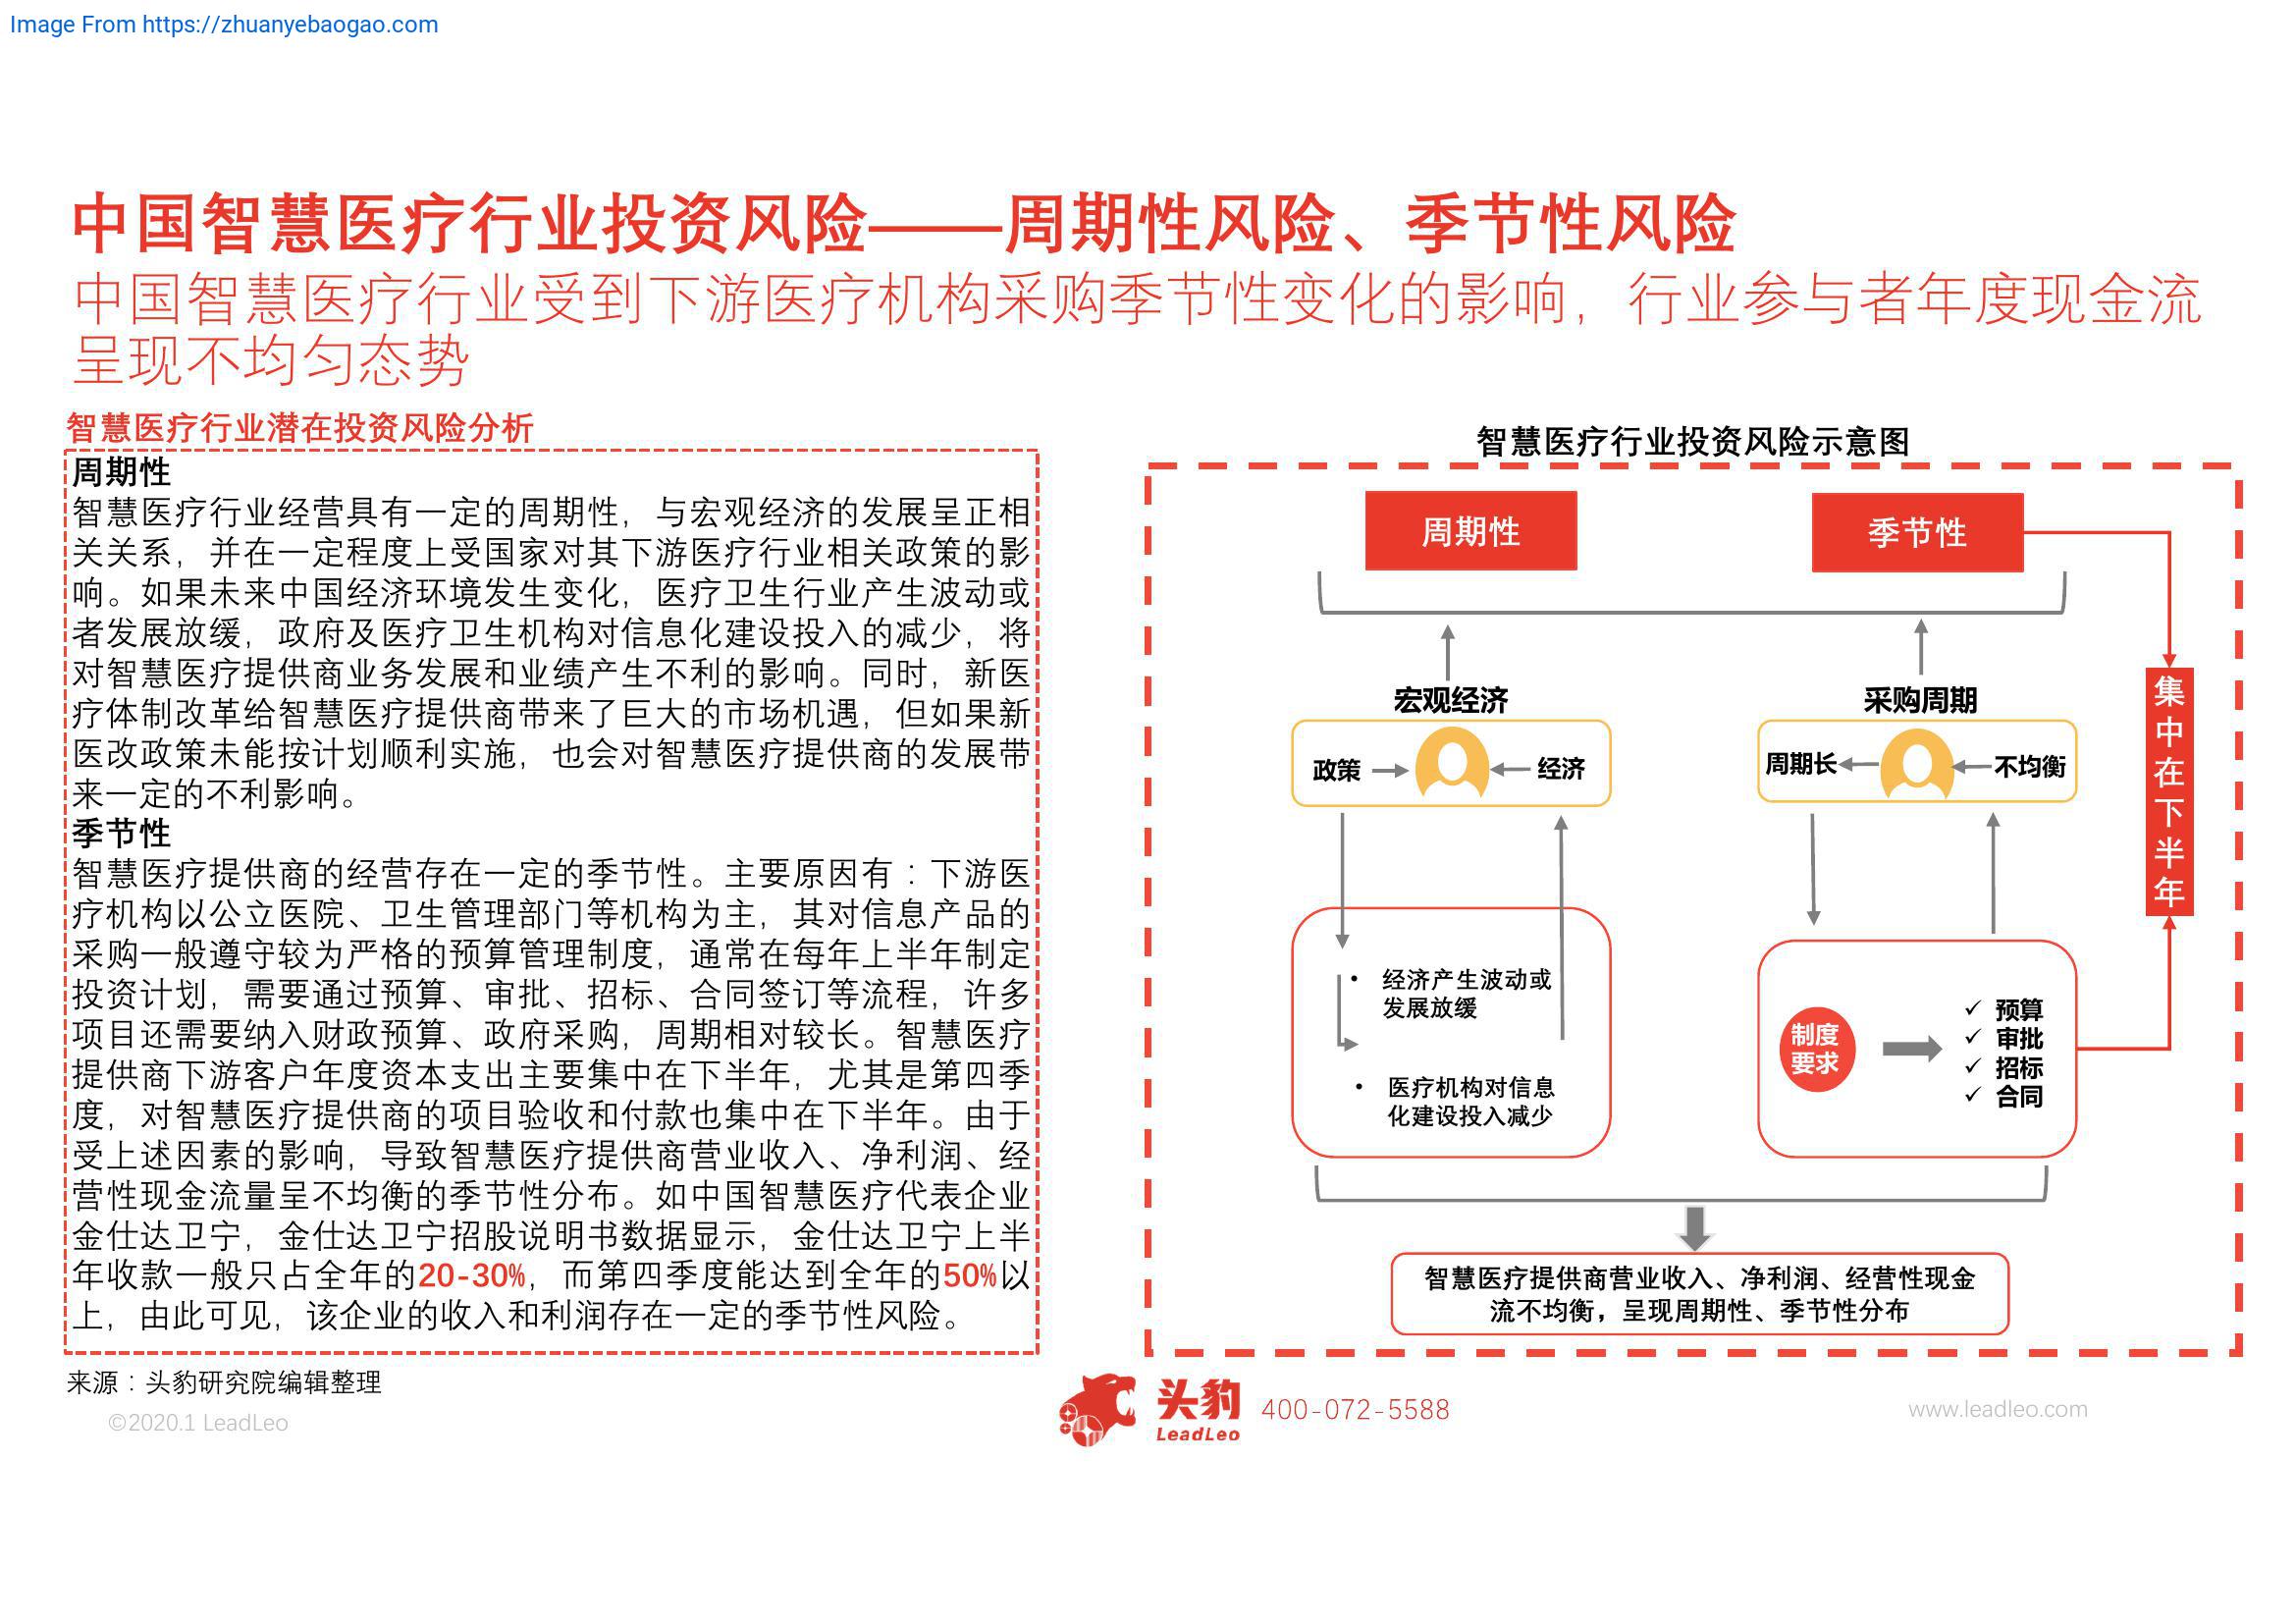 Image From https://zhuanyebaogao.com
中国智慧医疗行业投资风险——周期性风险、季节性风险
中国智慧医疗行业受到下游医疗机构采购季节性变化的影响，行业参与者年度现金流
呈现不均匀态势
智慧医疗行业潜在投资风险分析
周期性
智慧医疗行业经营具有一定的周期性，与宏观经济的发展呈正相
关关系，并在一定程度上受国家对其下游医疗行业相关政策的影
响。如果未来中国经济环境发生变化，医疗卫生行业产生波动或
者发展放缓，政府及医疗卫生机构对信息化建设投入的减少，将
对智慧医疗提供商业务发展和业绩产生不利的影响。同时，新医
疗体制改革给智慧医疗提供商带来了巨大的市场机遇，但如果新
医改政策未能按计划顺利实施，也会对智慧医疗提供商的发展带
来一定的不利影响。
季节性
智慧医疗提供商的经营存在一定的季节性。主要原因有：下游医
疗机构以公立医院、卫生管理部门等机构为主，其对信息产品的
采购一般遵守较为严格的预算管理制度，通常在每年上半年制定
投资计划，需要通过预算、审批、招标、合同签订等流程，许多
项目还需要纳入财政预算、政府采购，周期相对较长。智慧医疗
提供商下游客户年度资本支出主要集中在下半年，尤其是第四季
度，对智慧医疗提供商的项目验收和付款也集中在下半年。由于
受上述因素的影响，导致智慧医疗提供商营业收入、净利润、经
营性现金流量呈不均衡的季节性分布。如中国智慧医疗代表企业
金仕达卫宁，金仕达卫宁招股说明书数据显示，金仕达卫宁上半
年收款一般只占全年的20-30%，而第四季度能达到全年的50%以
上，由此可见，该企业的收入和利润存在一定的季节性风险。
智慧医疗行业投资风险示意图
周期性
季节性
宏观经济
采购周期
政策
经济
周期长
不均衡
集中在下半年
• 经济产生波动或
发展放缓
• 医疗机构对信息
化建设投入减少
制度
要求
✓ 预算
✓ 审批
✓ 招标
✓ 合同
智慧医疗提供商营业收入、净利润、经营性现金
流不均衡，呈现周期性、季节性分布
来源：头豹研究院编辑整理
©2020.1 LeadLeo
头豹
LeadLeo
400-072-5588
www.leadleo.com